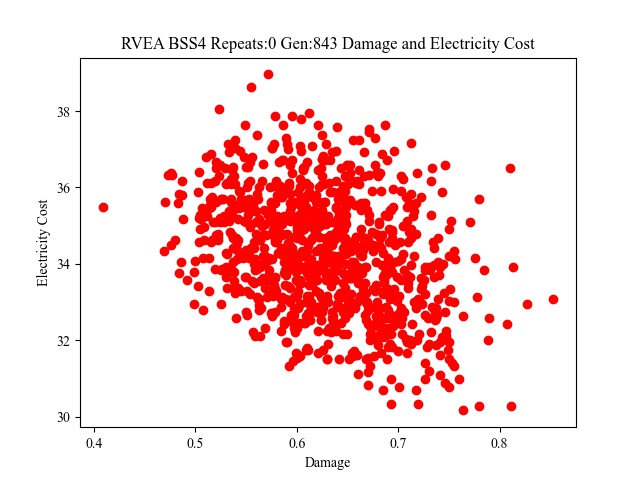 RVEA BSS4 Repeats:0 Gen:843 Damage and Electricity Cost
38
36
34
32
30
Electricity Cost
0.4 0.5 0.6 0.7 0.8
Damage